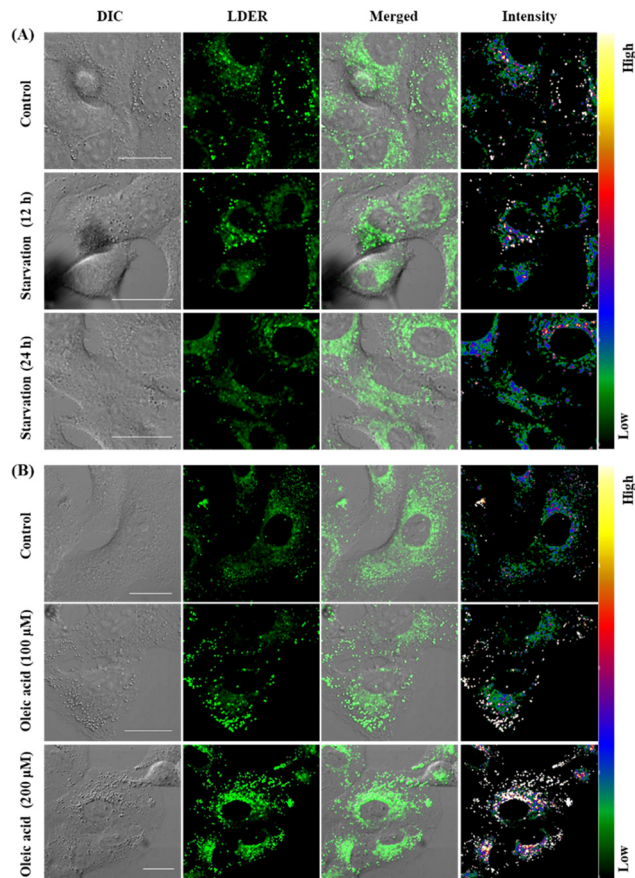 DIC LDER Merged Intensity
(A)
Control
High
Starvation (12 h)
Starvation (24 h)
Low
(B)
Control
High
Oleic acid (100 μM)
Oleic acid (200 μM)
Low